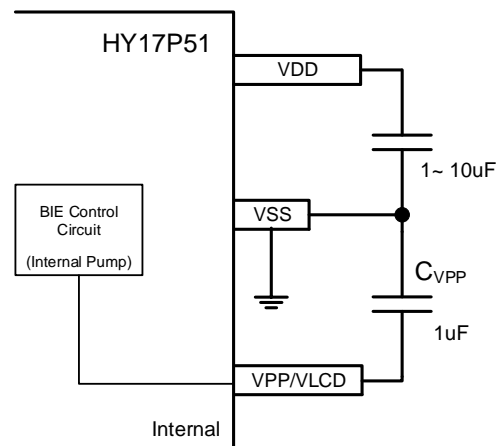 HY17P51
VDD
1~ 10uF
BIE Control
Circuit
(Internal Pump)
VSS
CVPP
1uF
VPP/VLCD
Internal